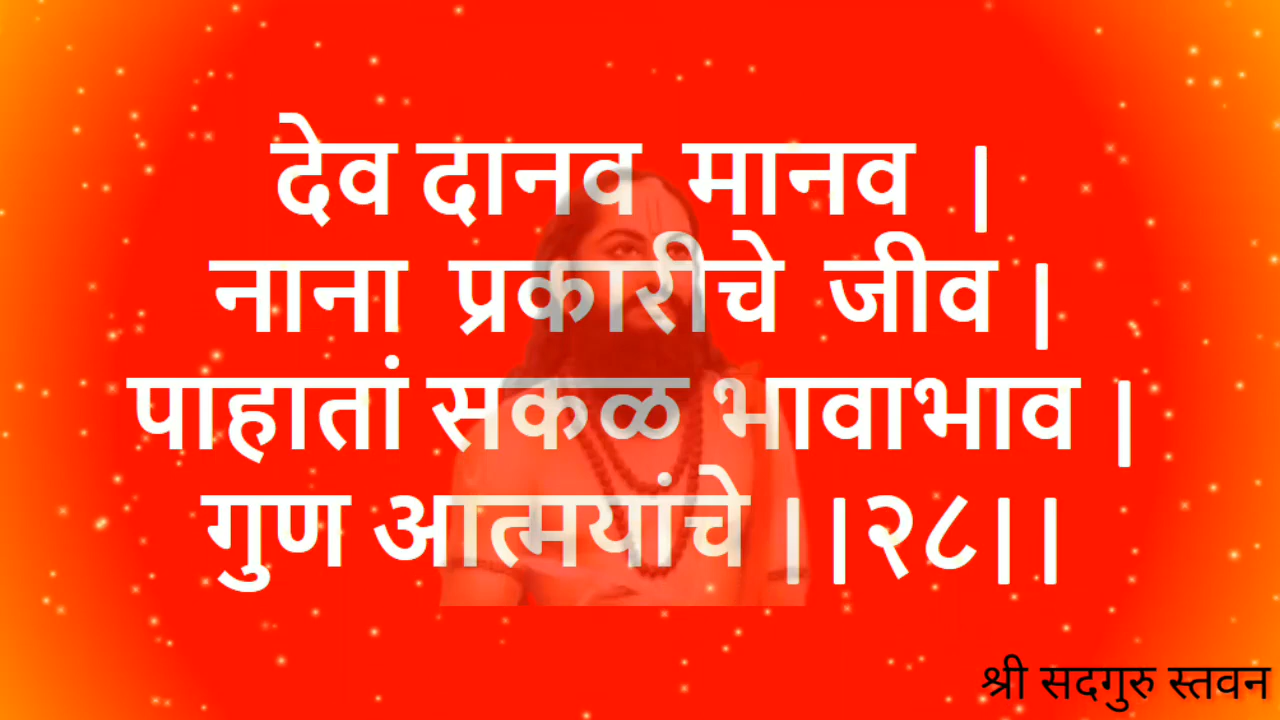 देव दानव मानव |
नाना प्रकारीचे जीव |
पाहातां सकळ भावाभाव |
गुण आत्मयांचे ||२८||
श्री सदगुरु स्तवन